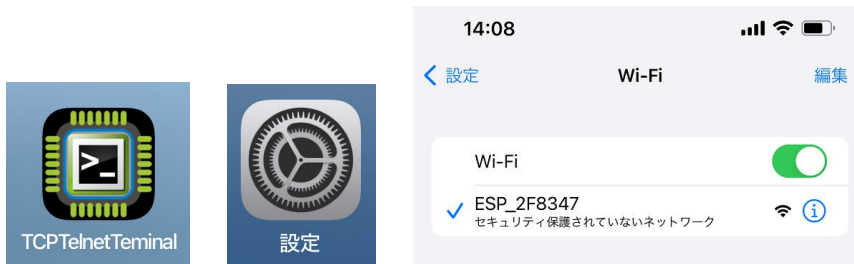 >_
TCPTelnetTeminal
設定
14:08
設定
Wi-Fi
編集
Wi-Fi
ESP_2F8347
セキュリティ保護されていないネットワーク